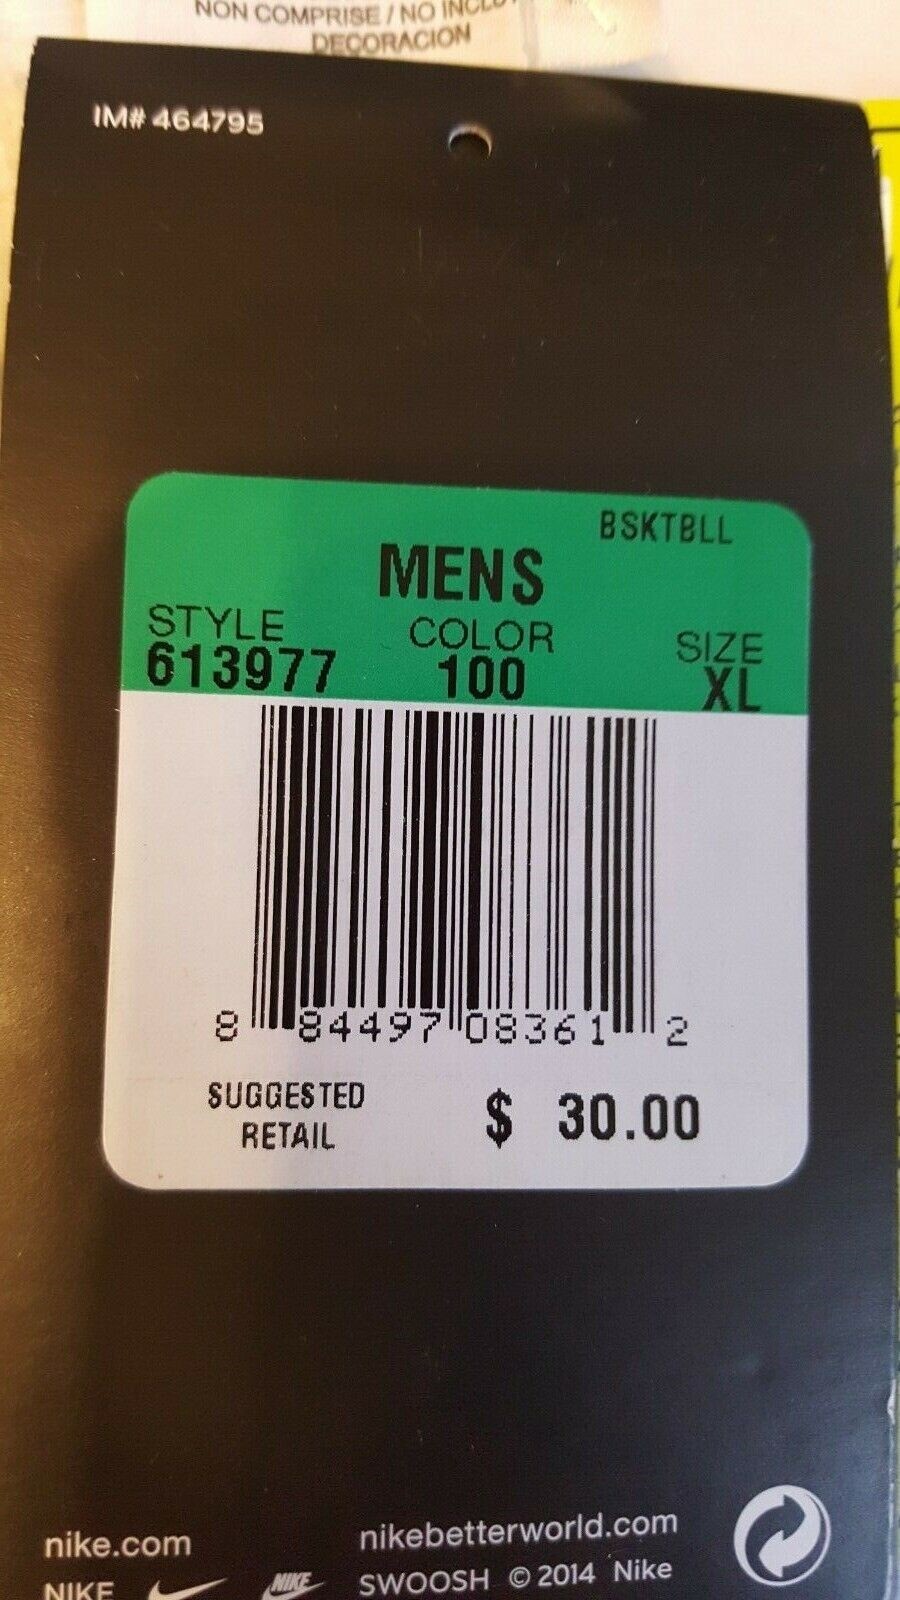 NON COMPRISE / NO
DECORACION
IM# 464795
BSKTBLL
MENS
STYLE COLOR SIZE
613977 100 XL
8 84497 08361 2
SUGGESTED
RETAIL
$ 30.00
nike.com nikebetterworld.com
NIKE NIKE SWOOSH © 2014 Nike